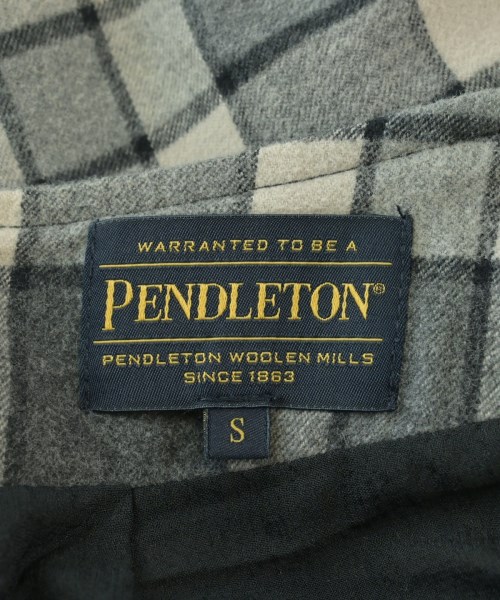 WARRANTED TO BE A
PENDLETON®
PENDLETON WOOLEN MILLS
SINCE 1863
S